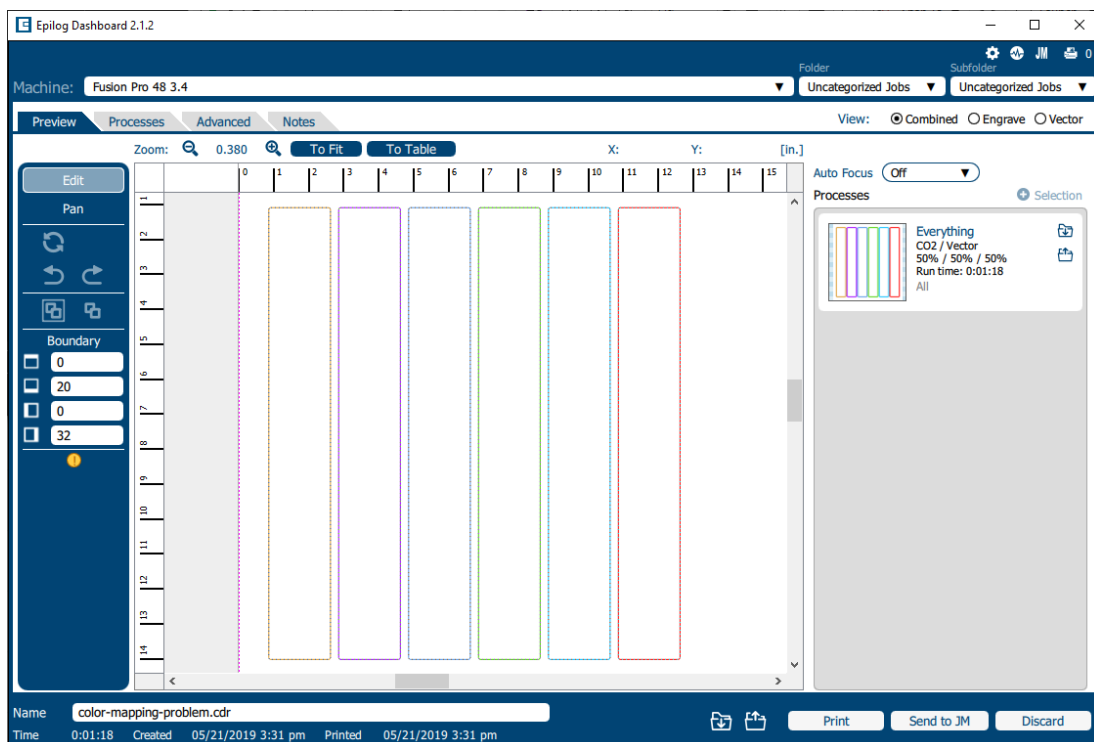 Epilog Dashboard 2.1.2
JM 0
Folder Subfolder
Machine: Fusion Pro 48 3.4 Uncategorized Jobs Uncategorized Jobs
Preview Processes Advanced Notes View: Combined Engrave Vector
Zoom: 0.380 To Fit To Table X: Y: [in.]
Edit
Pan
Boundary
0
20
0
32
0 1 2 3 4 5 6 7 8 9 10 11 12 13 14 15
1
2
3
4
5
6
7
8
9
10
11
12
13
14
Auto Focus Off
Processes Selection
Everything
CO2 / Vector
50% / 50% / 50%
Run time: 0:01:18
All
Name color-mapping-problem.cdr
Print Send to JM Discard
Time 0:01:18 Created 05/21/2019 3:31 pm Printed 05/21/2019 3:31 pm